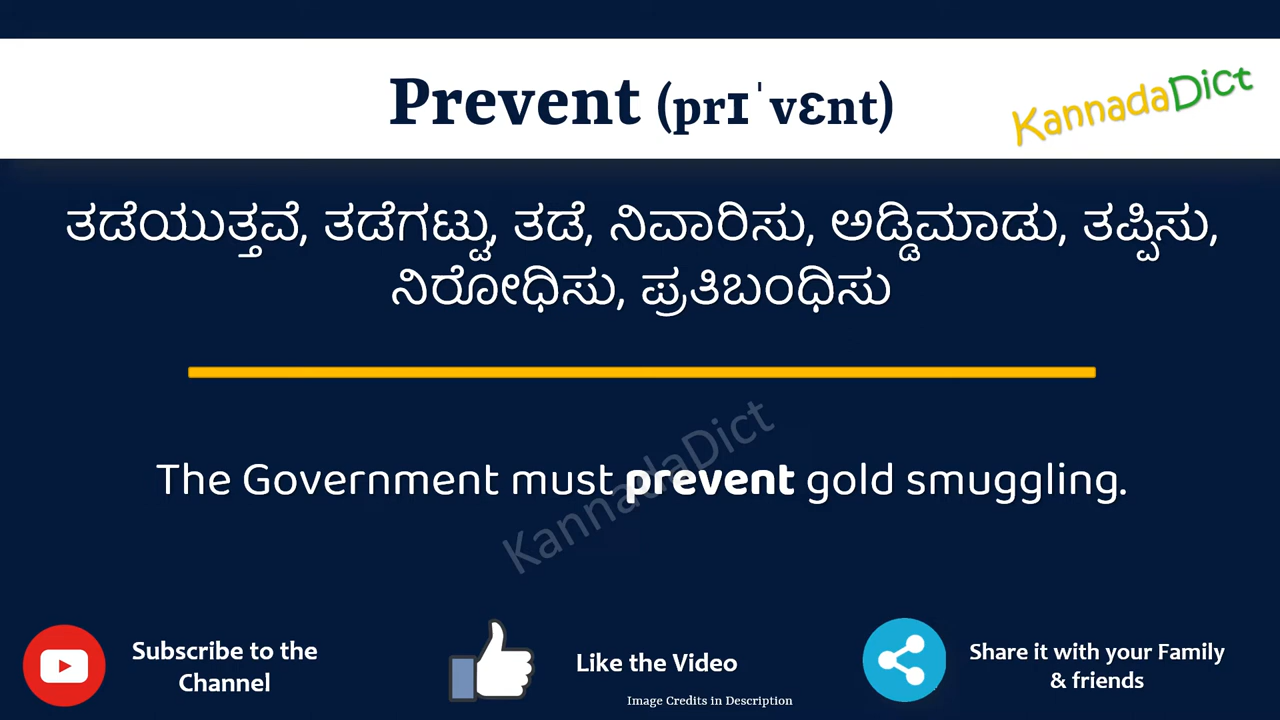 Prevent (prɪˈvɛnt)
KannadaDict
ತಡೆಯುತ್ತವೆ, ತಡೆಗಟ್ಟು, ತಡೆ, ನಿವಾರಿಸು, ಅಡ್ಡಿಮಾಡು, ತಪ್ಪಿಸು,
ನಿರೋಧಿಸು, ಪ್ರತಿಬಂಧಿಸು
KannadaDict
The Government must prevent gold smuggling.
Subscribe to the
Channel
Like the Video
Image Credits in Description
Share it with your Family
& friends